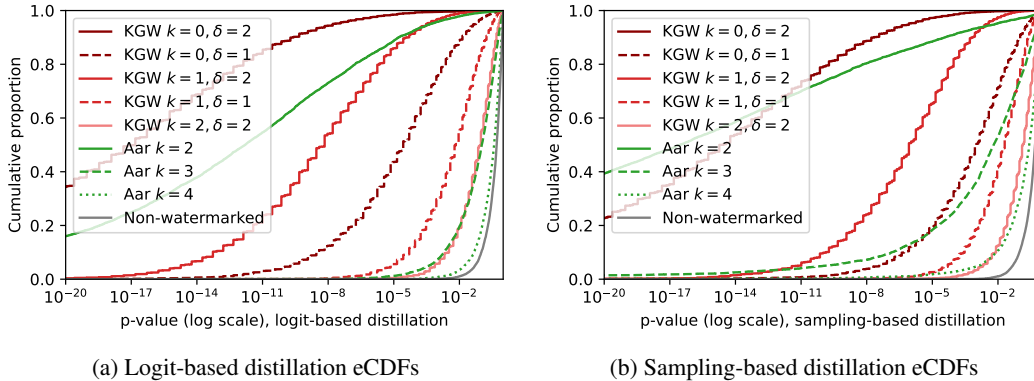 1.0
0.8
0.6
0.4
0.2
0.0
Cumulative proportion
KGW k = 0, δ = 2
KGW k = 0, δ = 1
KGW k = 1, δ = 2
KGW k = 1, δ = 1
KGW k = 2, δ = 2
Aar k = 2
Aar k = 3
Aar k = 4
Non-watermarked
10⁻²⁰ 10⁻¹⁷ 10⁻¹⁴ 10⁻¹¹ 10⁻⁸ 10⁻⁵ 10⁻²
p-value (log scale), logit-based distillation
(a) Logit-based distillation eCDFs
1.0
0.8
0.6
0.4
0.2
0.0
Cumulative proportion
KGW k = 0, δ = 2
KGW k = 0, δ = 1
KGW k = 1, δ = 2
KGW k = 1, δ = 1
KGW k = 2, δ = 2
Aar k = 2
Aar k = 3
Aar k = 4
Non-watermarked
10⁻²⁰ 10⁻¹⁷ 10⁻¹⁴ 10⁻¹¹ 10⁻⁸ 10⁻⁵ 10⁻²
p-value (log scale), sampling-based distillation
(b) Sampling-based distillation eCDFs